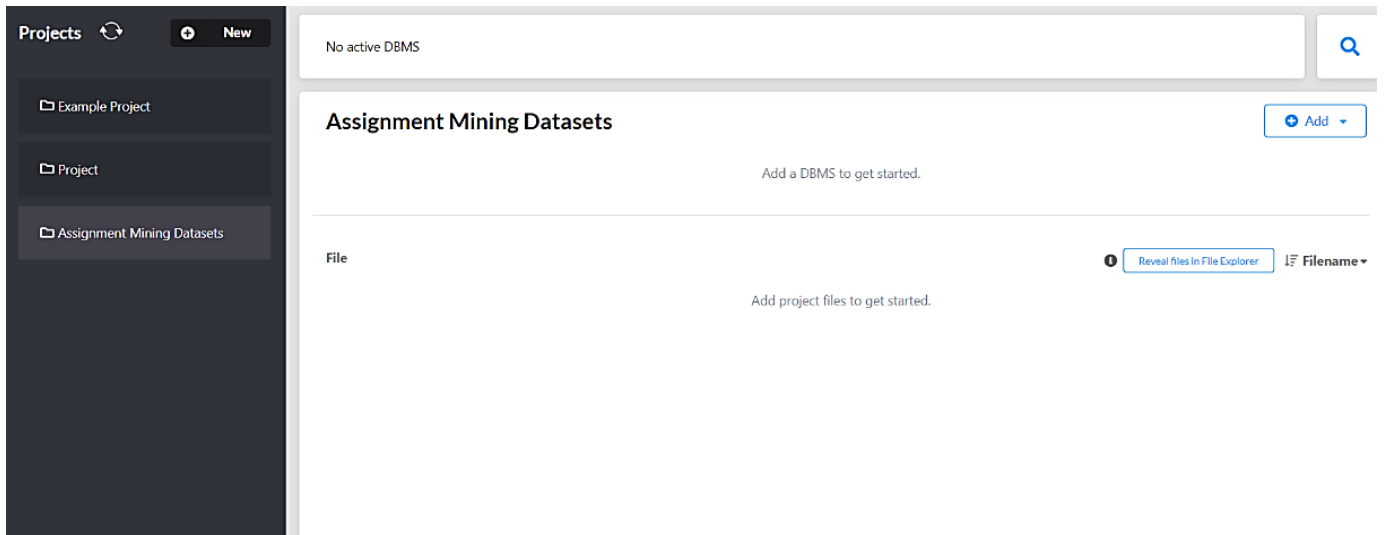 Projects New
Example Project
Project
Assignment Mining Datasets
No active DBMS
Assignment Mining Datasets Add
Add a DBMS to get started.
File Reveal files in File Explorer Filename
Add project files to get started.